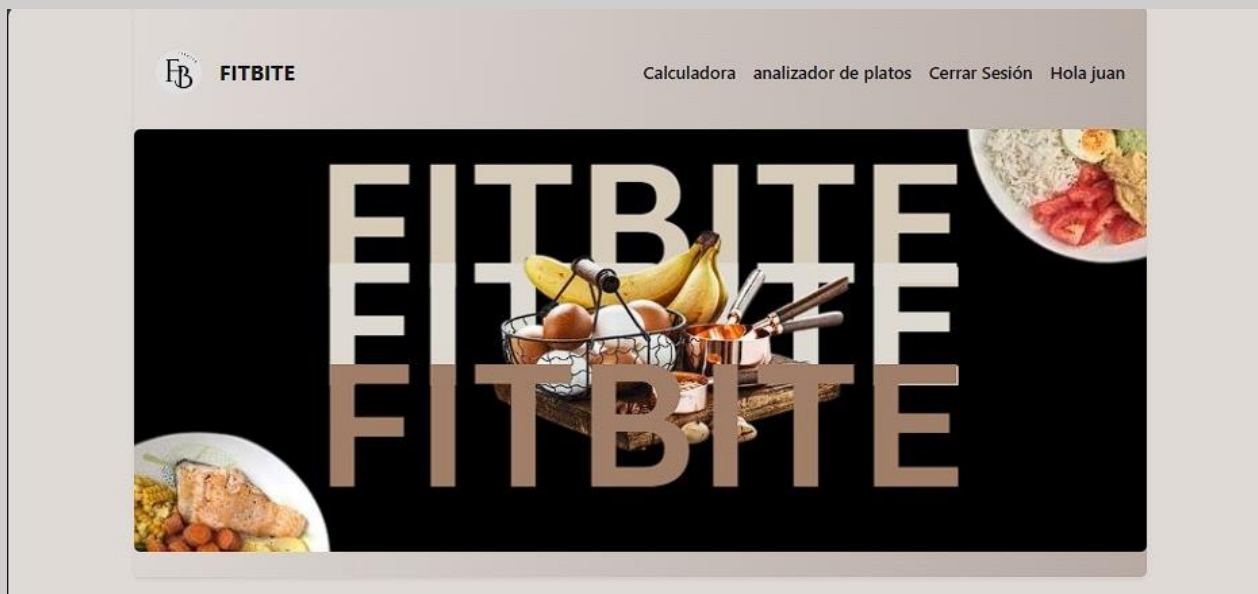 FB FITBITE Calculadora analizador de platos Cerrar Sesión Hola juan
FITBITE
FITBITE
FITBITE